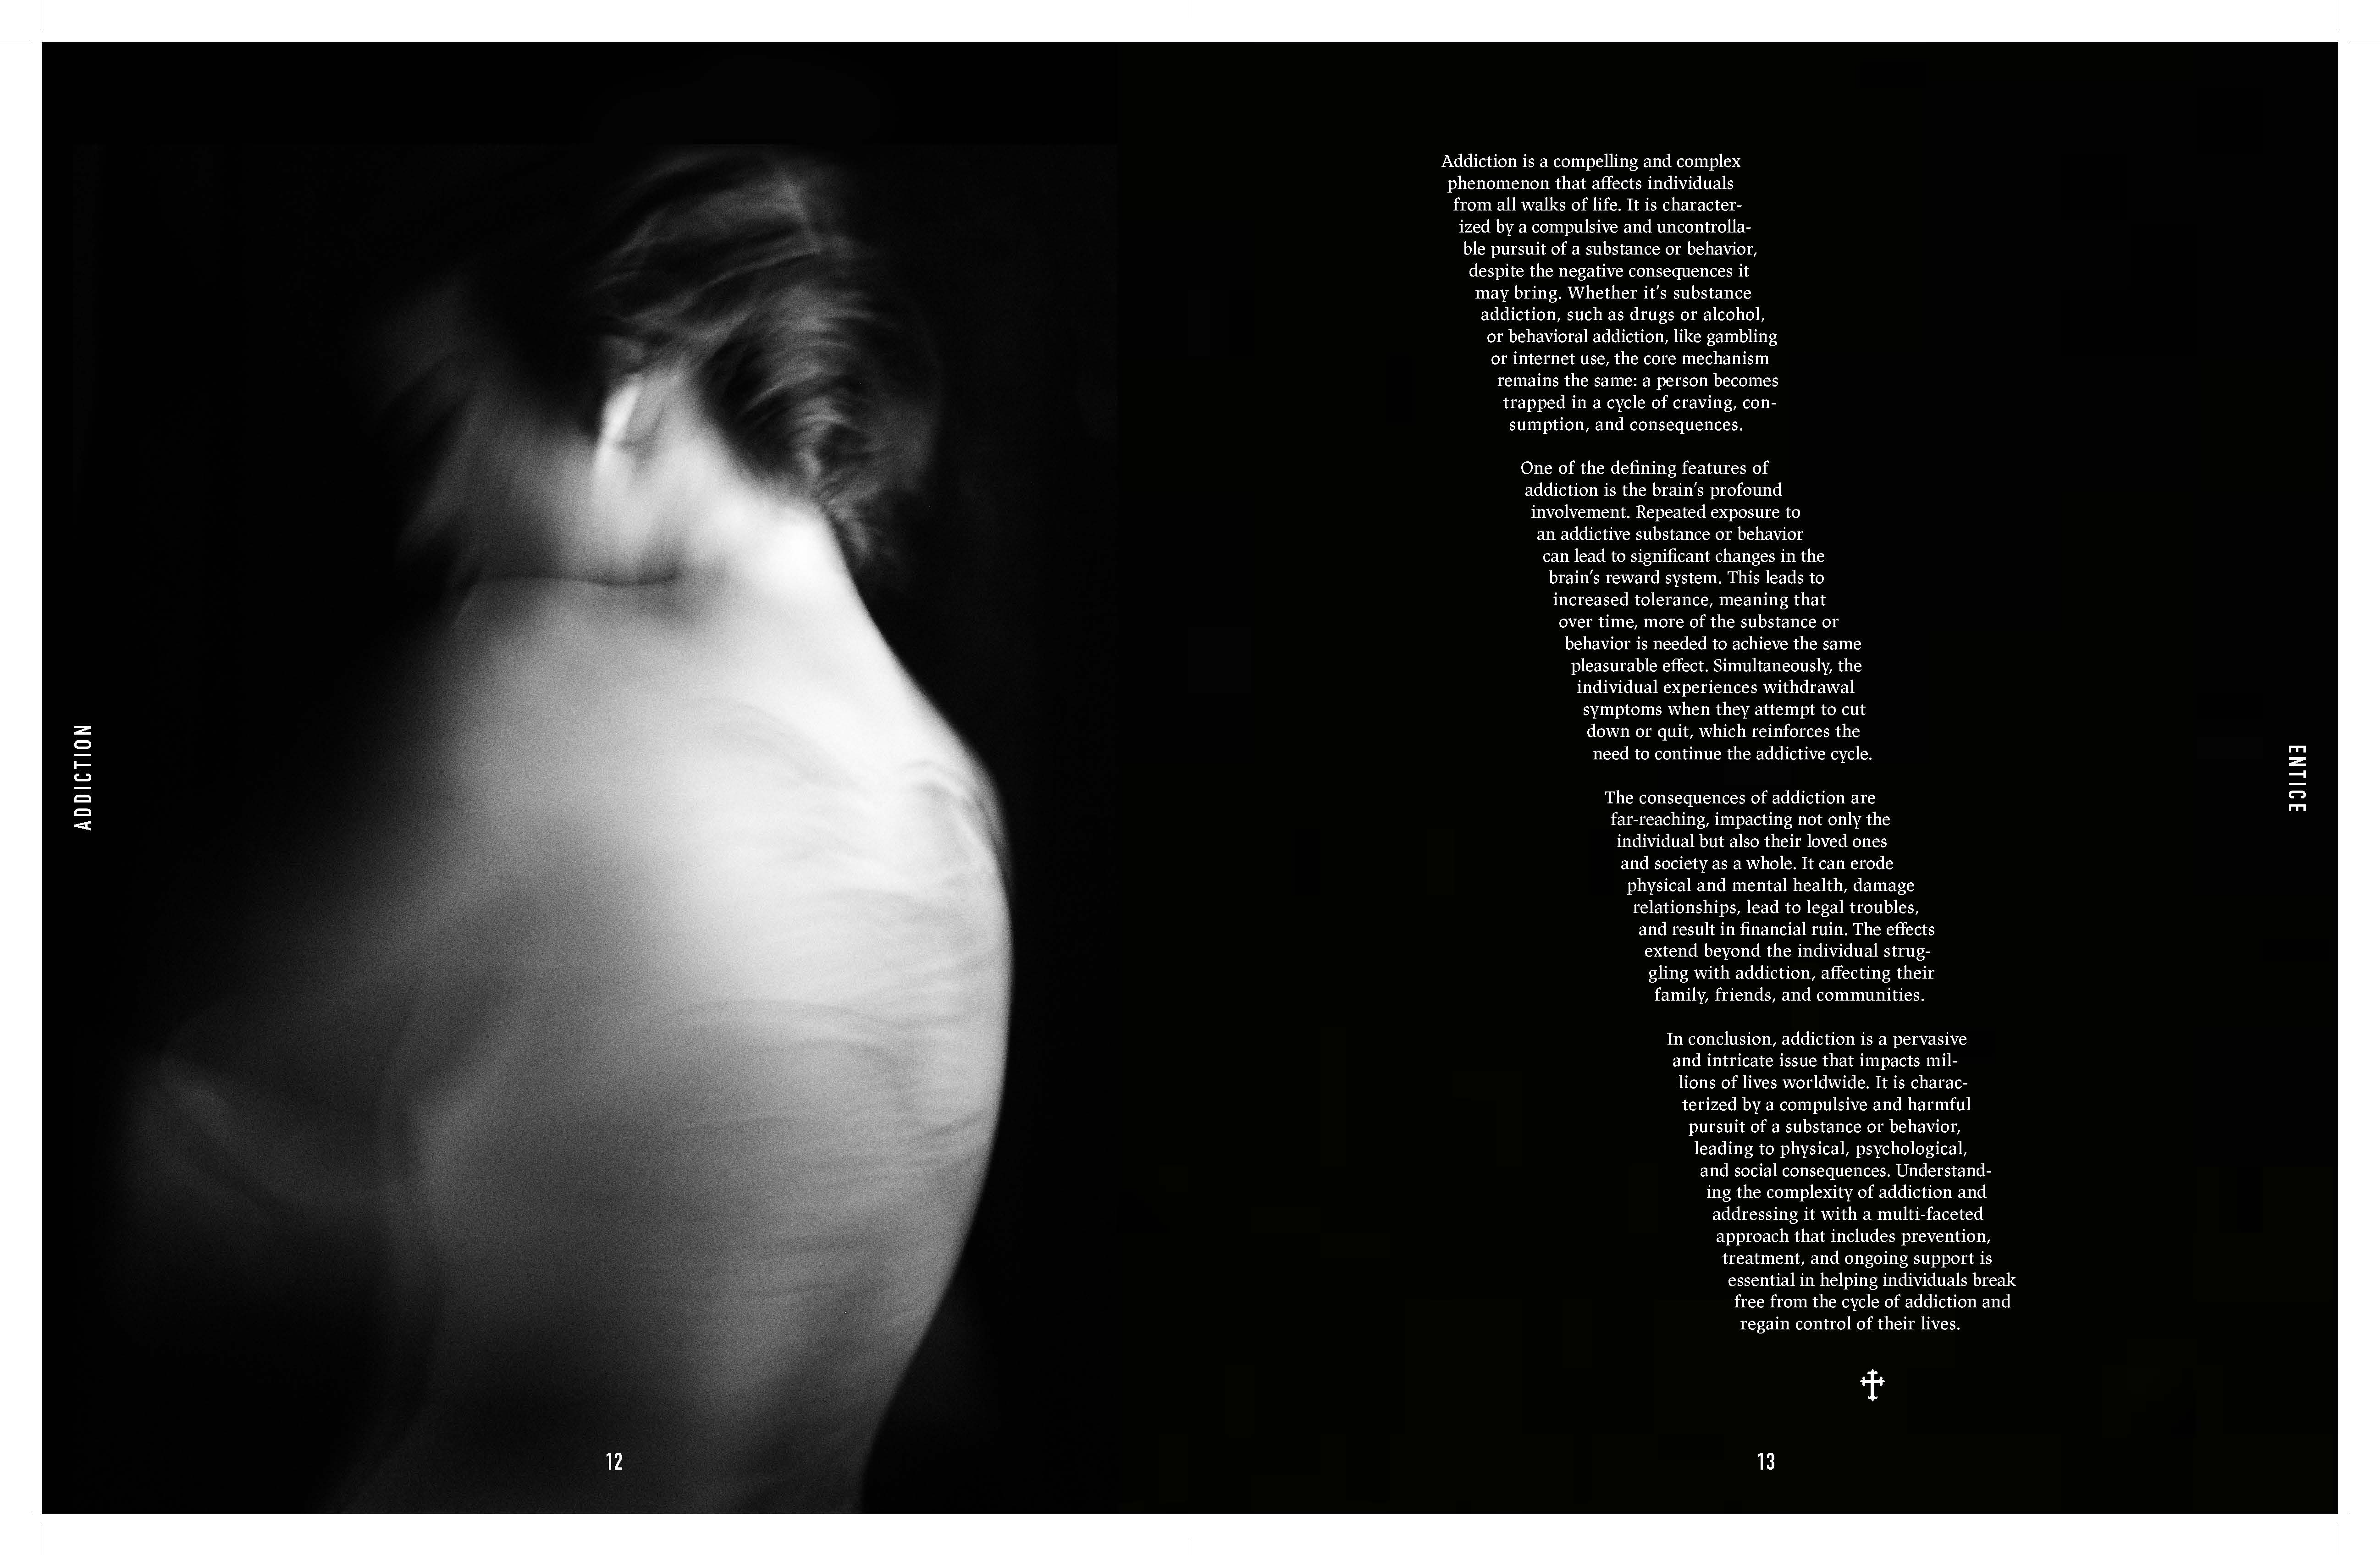 ADDICTION
12
Addiction is a compelling and complex
phenomenon that affects individuals
from all walks of life. It is character-
ized by a compulsive and uncontrolla-
ble pursuit of a substance or behavior,
despite the negative consequences it
may bring. Whether it’s substance
addiction, such as drugs or alcohol,
or behavioral addiction, like gambling
or internet use, the core mechanism
remains the same: a person becomes
trapped in a cycle of craving, con-
sumption, and consequences.
One of the defining features of
addiction is the brain’s profound
involvement. Repeated exposure to
an addictive substance or behavior
can lead to significant changes in the
brain’s reward system. This leads to
increased tolerance, meaning that
over time, more of the substance or
behavior is needed to achieve the same
pleasurable effect. Simultaneously, the
individual experiences withdrawal
symptoms when they attempt to cut
down or quit, which reinforces the
need to continue the addictive cycle.
The consequences of addiction are
far-reaching, impacting not only the
individual but also their loved ones
and society as a whole. It can erode
physical and mental health, damage
relationships, lead to legal troubles,
and result in financial ruin. The effects
extend beyond the individual strug-
gling with addiction, affecting their
family, friends, and communities.
In conclusion, addiction is a pervasive
and intricate issue that impacts mil-
lions of lives worldwide. It is charac-
terized by a compulsive and harmful
pursuit of a substance or behavior,
leading to physical, psychological,
and social consequences. Understand-
ing the complexity of addiction and
addressing it with a multi-faceted
approach that includes prevention,
treatment, and ongoing support is
essential in helping individuals break
free from the cycle of addiction and
regain control of their lives.
13
ENTICE